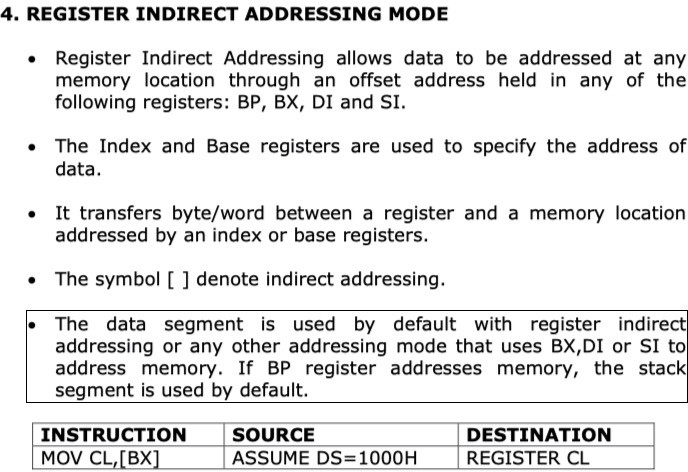 4. REGISTER INDIRECT ADDRESSING MODE
• Register Indirect Addressing allows data to be addressed at any
memory location through an offset address held in any of the
following registers: BP, BX, DI and SI.
• The Index and Base registers are used to specify the address of
data.
• It transfers byte/word between a register and a memory location
addressed by an index or base registers.
• The symbol [ ] denote indirect addressing.
• The data segment is used by default with register indirect
addressing or any other addressing mode that uses BX,DI or SI to
address memory. If BP register addresses memory, the stack
segment is used by default.
INSTRUCTION SOURCE DESTINATION
MOV CL,[BX] ASSUME DS=1000H REGISTER CL